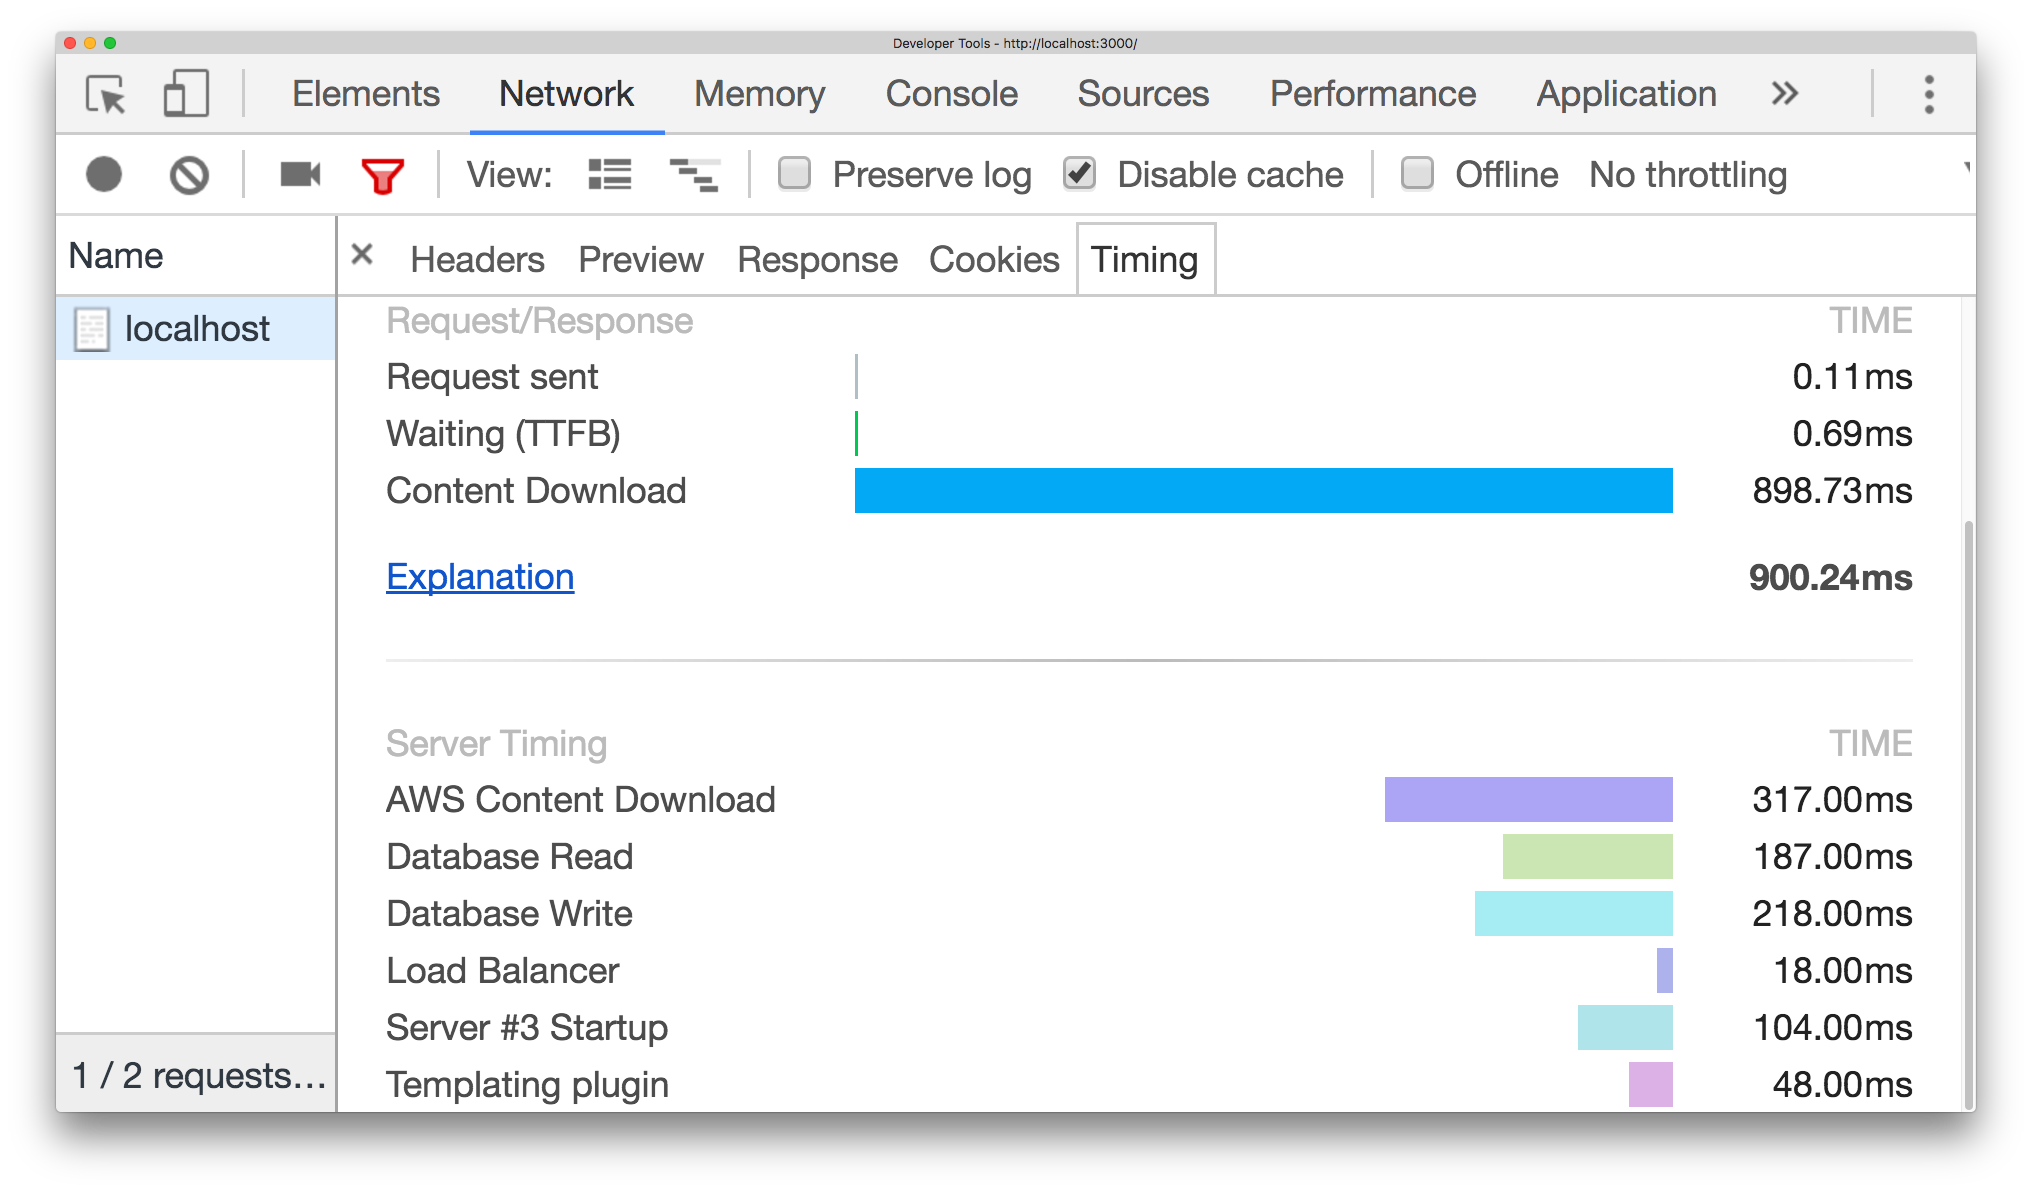 Developer Tools - http://localhost:3000/
Elements Network Memory Console Sources Performance Application
View: Preserve log Disable cache Offline No throttling
Name
Headers Preview Response Cookies Timing
localhost
Request/Response TIME
Request sent 0.11ms
Waiting (TTFB) 0.69ms
Content Download 898.73ms
Explanation 900.24ms
Server Timing TIME
AWS Content Download 317.00ms
Database Read 187.00ms
Database Write 218.00ms
Load Balancer 18.00ms
Server #3 Startup 104.00ms
Templating plugin 48.00ms
1 / 2 requests…